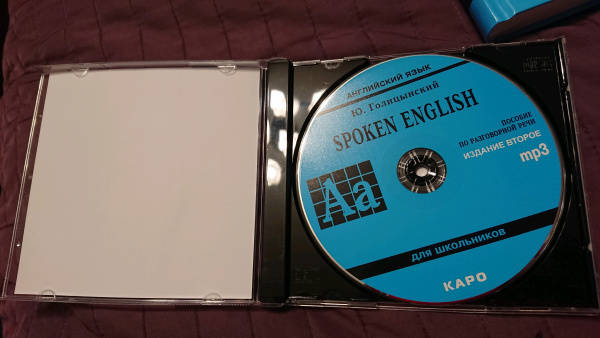 АНГЛИЙСКИЙ ЯЗЫК
Ю. Голицынский
SPOKEN ENGLISH
ПОСОБИЕ
ПО РАЗГОВОРНОЙ РЕЧИ
ИЗДАНИЕ ВТОРОЕ
mp3
Aa
ДЛЯ ШКОЛЬНИКОВ
КАРО